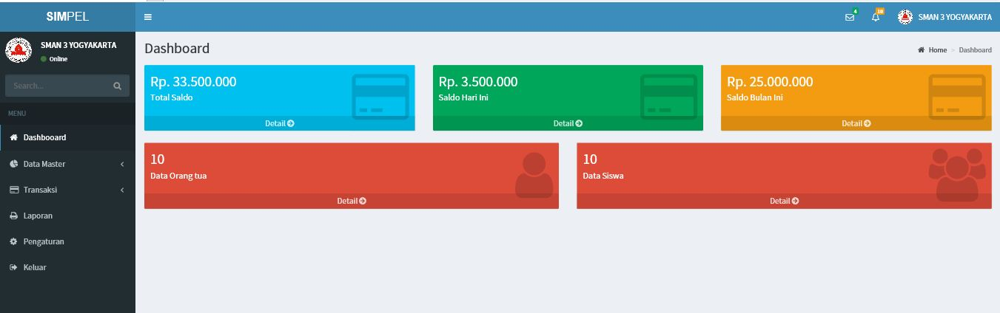 SIMPEL
4
10
SMAN 3 YOGYAKARTA
SMAN 3 YOGYAKARTA
Online
Search...
MENU
Dashbooard
Data Master
Transaksi
Laporan
Pengaturan
Keluar
Dashboard
Home > Dashboard
Rp. 33.500.000
Total Saldo
Detail
Rp. 3.500.000
Saldo Hari Ini
Detail
Rp. 25.000.000
Saldo Bulan Ini
Detail
10
Data Orang tua
Detail
10
Data Siswa
Detail